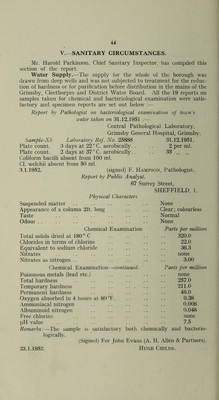 44
V.—SANITARY CIRCUMSTANCES.
Mr. Harold Parkinson, Chief Sanitary Inspector, has compiled this
section of the report.
Water Supply.—The supply for the whole of the borough was
drawn from deep wells and was not subjected to treatment for the reduc-
tion of hardness or for purification before distribution in the mains of the
Grimsby, Cleethorpes and District Water Board. All the 19 reports on
samples taken for chemical and bacteriological examination were satis-
factory and specimen reports are set out below :—
Report by Pathologist on bacteriological examination of town's
water taken on 31.12.1951 :—
Central Pathological Laboratory,
Grimsby General Hospital, Grimsby.
Laboratory Ref. No. 25888 31.12.1951.
Plate count. 3 days at 22° C. aerobically . . 2 per ml.
Plate count. 2 days at 37° C. aerobically . . 33 ,, ,,
Coliform bacilli absent from 100 ml.
Cl. welchii absent from 50 ml.
3.1.1952. (signed) F. Hampson, Pathologist.
Report by Public Analyst.
67 Surrey Street,
SHEFFIELD, 1.
Physical Characters
Suspended matter None
Appearance of a column 2ft. long Clear; colourless
Taste Normal
Odour None
Chemical Examination Parts per million
Total solids dried at 180° C 320.0
Chlorides in terms of chlorine 22.0
Equivalent to sodium chloride 36.3
Nitrites none
Nitrates as nitrogen 3.00
Chemical Examination—continued. Parts per million
Poisonous metals (lead etc.) none
Total hardness 257.0
Temporary hardness 211.0
Permanent hardness 46.0
Oxygen absorbed in 4 hours at 80°F. 0.38
Ammoniacal nitrogen 0.008
Albuminoid nitrogen 0.048
Free chlorine none
pH value 7.5
Remarks :—The sample is satisfactory both chemically and bacterio-
logically.
(Signed) For John Evans (A. H. Allen & Partners),
23.1.1952. Hugh Childs.